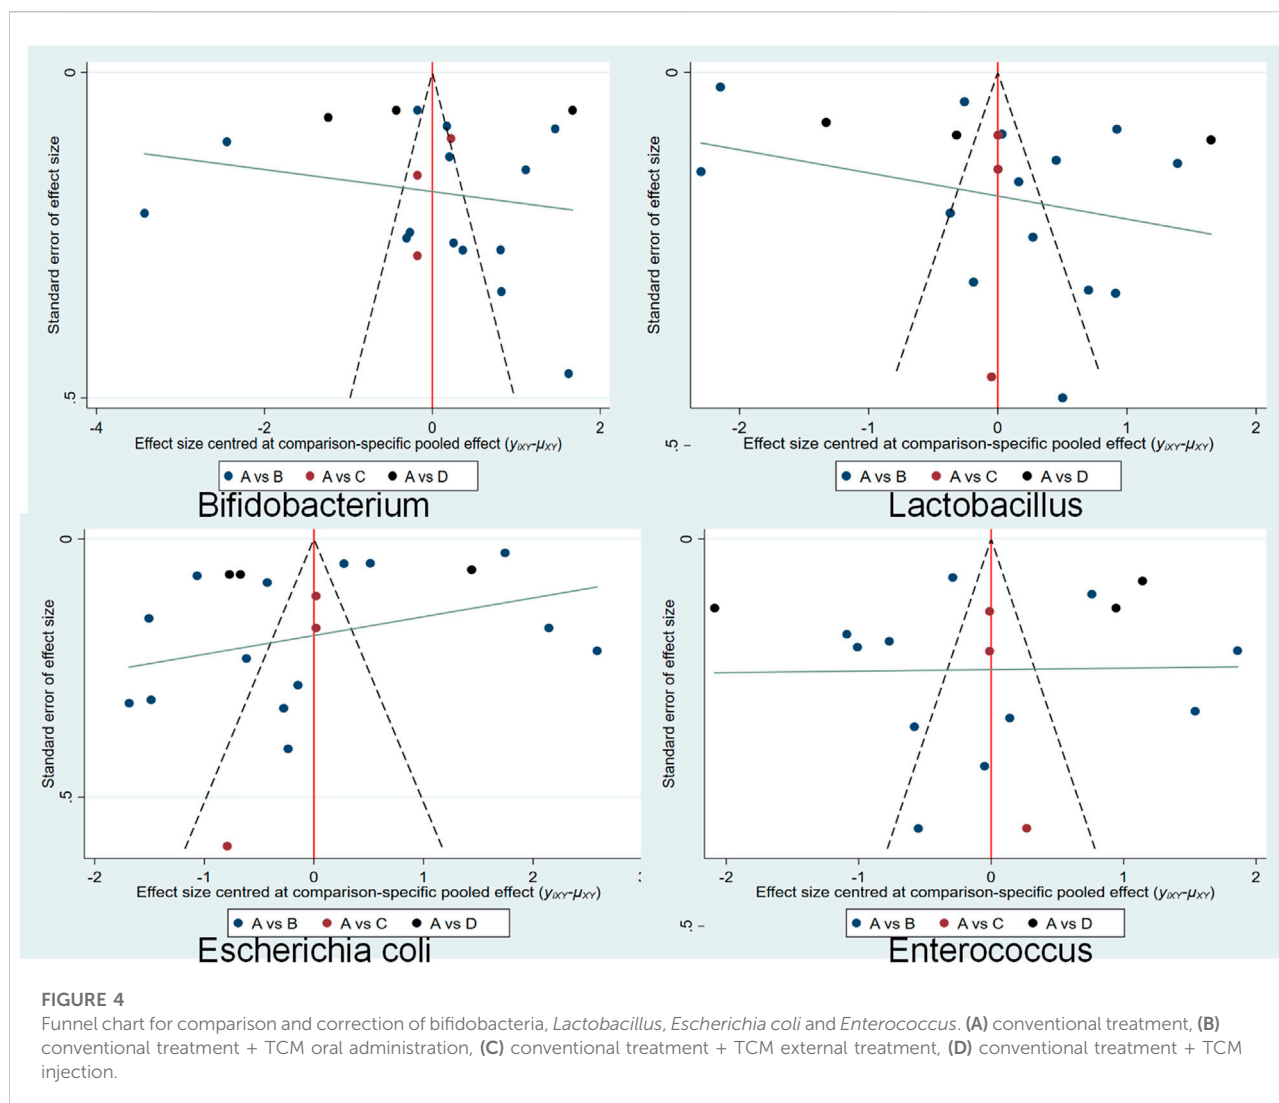 0
.5
Standard error of effect size
-4 -2 0 2
Effect size centred at comparison-specific pooled effect (yiXY-μXY)
A vs B A vs C A vs D
Bifidobacterium
0
.5
Standard error of effect size
-2 -1 0 1 2
Effect size centred at comparison-specific pooled effect (yiXY-μXY)
A vs B A vs C A vs D
Lactobacillus
0
.5
Standard error of effect size
-2 -1 0 1 2
Effect size centred at comparison-specific pooled effect (yiXY-μXY)
A vs B A vs C A vs D
Escherichia coli
0
.5
Standard error of effect size
-2 -1 0 1 2
Effect size centred at comparison-specific pooled effect (yiXY-μXY)
A vs B A vs C A vs D
Enterococcus
FIGURE 4
Funnel chart for comparison and correction of bifidobacteria, Lactobacillus, Escherichia coli and Enterococcus. (A) conventional treatment, (B)
conventional treatment + TCM oral administration, (C) conventional treatment + TCM external treatment, (D) conventional treatment + TCM
injection.